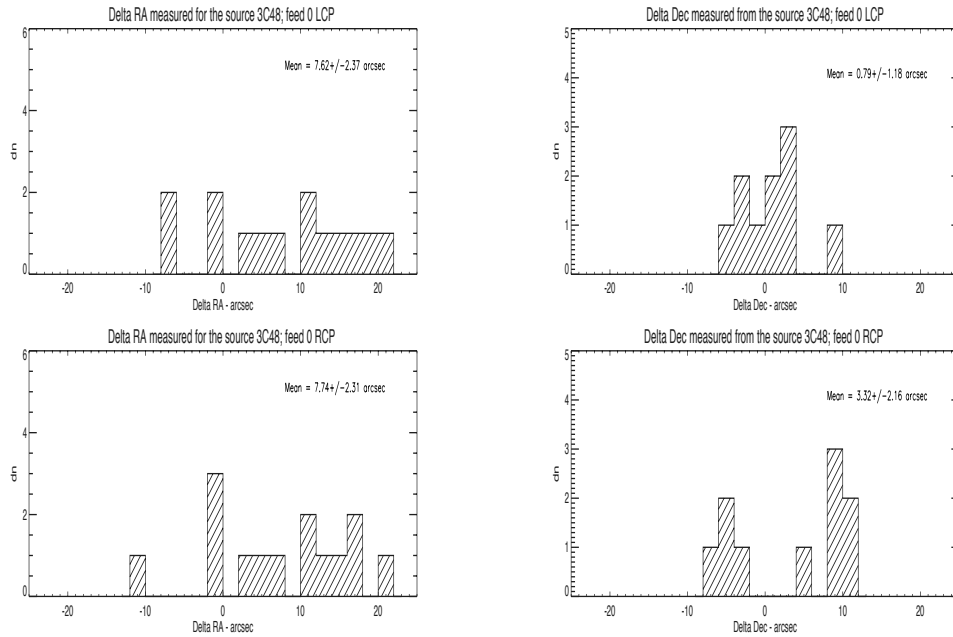 Delta RA measured for the source 3C48; feed 0 LCP
6
Mean = 7.62+/-2.37 arcsec
4
dn
2
0
-20 -10 0 10 20
Delta RA - arcsec
Delta Dec measured from the source 3C48; feed 0 LCP
5
Mean = 0.79+/-1.18 arcsec
4
3
dn
2
1
0
-20 -10 0 10 20
Delta Dec - arcsec
Delta RA measured for the source 3C48; feed 0 RCP
6
Mean = 7.74+/-2.31 arcsec
4
dn
2
0
-20 -10 0 10 20
Delta RA - arcsec
Delta Dec measured from the source 3C48; feed 0 RCP
5
Mean = 3.32+/-2.16 arcsec
4
3
dn
2
1
0
-20 -10 0 10 20
Delta Dec - arcsec